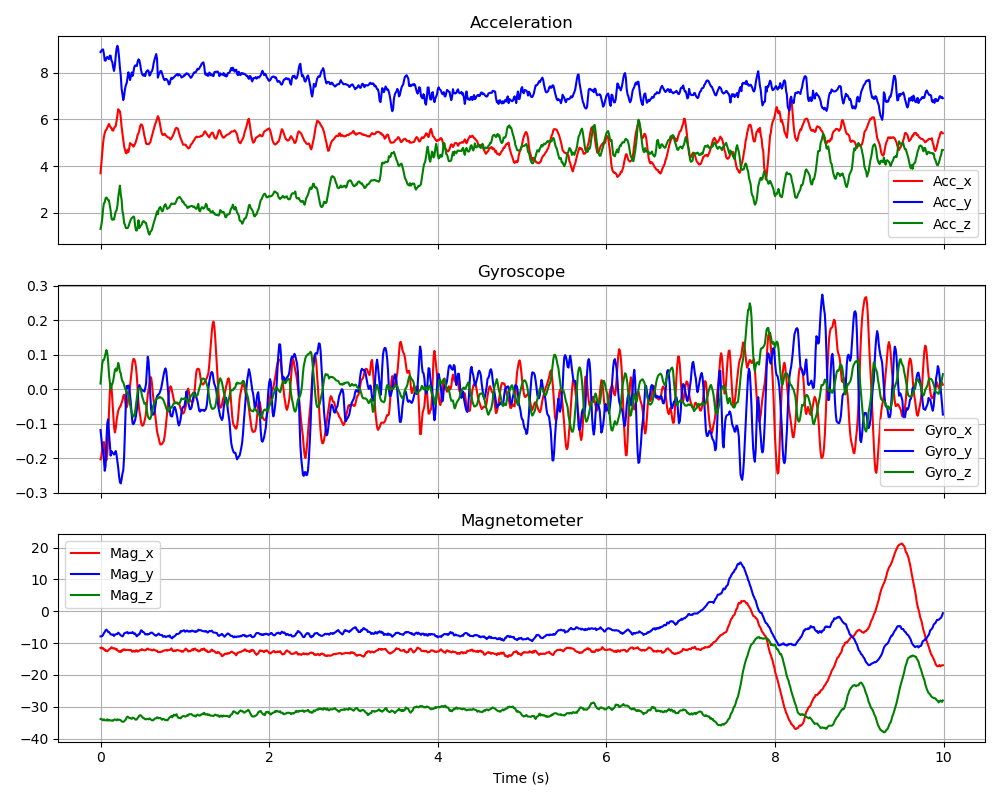 Acceleration
8
6
4
2
Acc_x
Acc_y
Acc_z
Gyroscope
0.3
0.2
0.1
0.0
−0.1
−0.2
−0.3
Gyro_x
Gyro_y
Gyro_z
Magnetometer
20
10
0
−10
−20
−30
−40
Mag_x
Mag_y
Mag_z
0 2 4 6 8 10
Time (s)